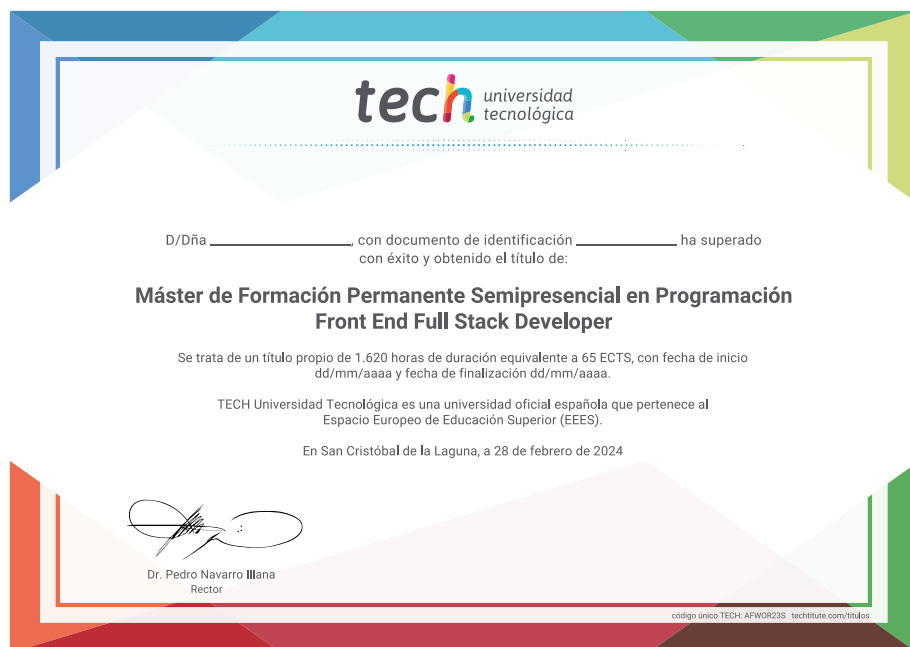 tech universidad
tecnológica
D/Dña ______________, con documento de identificación __________ ha superado
con éxito y obtenido el título de:
Máster de Formación Permanente Semipresencial en Programación
Front End Full Stack Developer
Se trata de un título propio de 1.620 horas de duración equivalente a 65 ECTS, con fecha de inicio
dd/mm/aaaa y fecha de finalización dd/mm/aaaa.
TECH Universidad Tecnológica es una universidad oficial española que pertenece al
Espacio Europeo de Educación Superior (EEES).
En San Cristóbal de la Laguna, a 28 de febrero de 2024
Dr. Pedro Navarro Illana
Rector
código único TECH: AFWOR23S techtitute.com/titulos